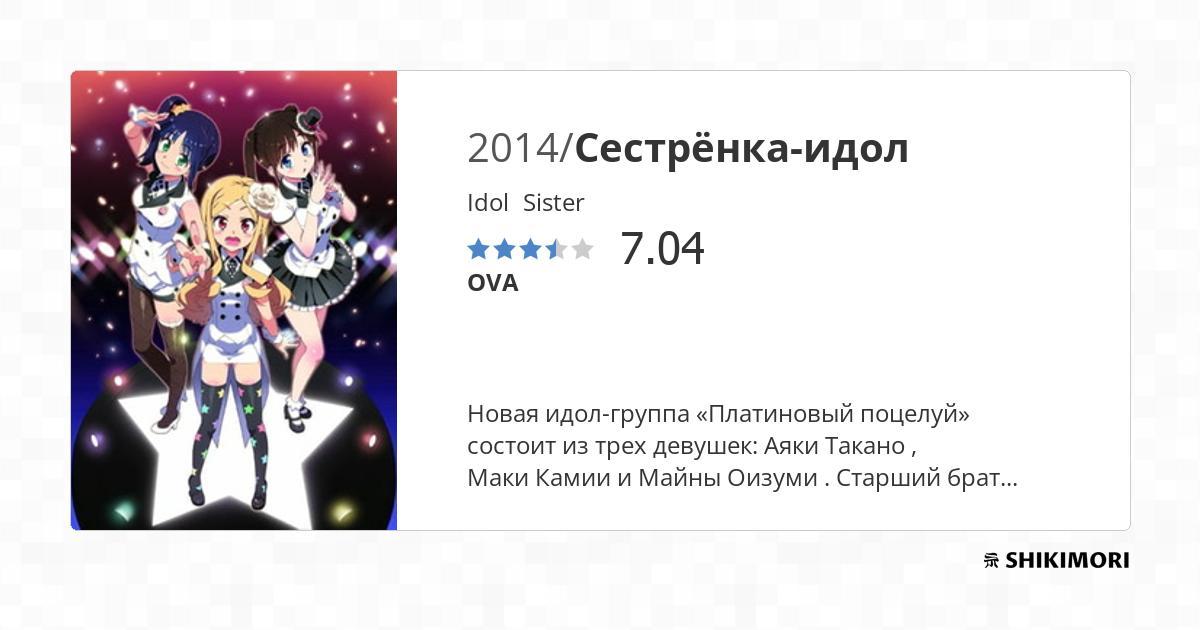 2014/Сестрёнка-идол
Idol Sister
7.04
OVA
Новая идол-группа «Платиновый поцелуй»
состоит из трех девушек: Аяки Такано ,
Маки Камии и Майны Оизуми . Старший брат...
SHIKIMORI